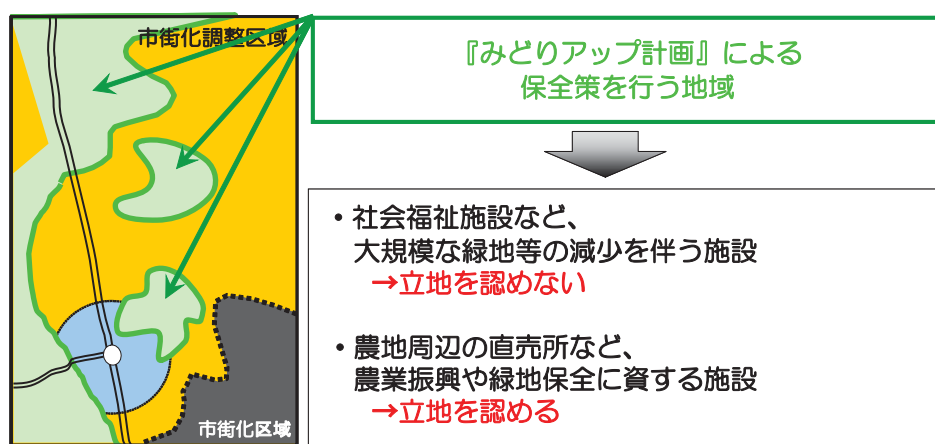 市街化調整区域
『みどりアップ計画』による
保全策を行う地域
・社会福祉施設など、
大規模な緑地等の減少を伴う施設
→立地を認めない
・農地周辺の直売所など、
農業振興や緑地保全に資する施設
→立地を認める
市街化区域